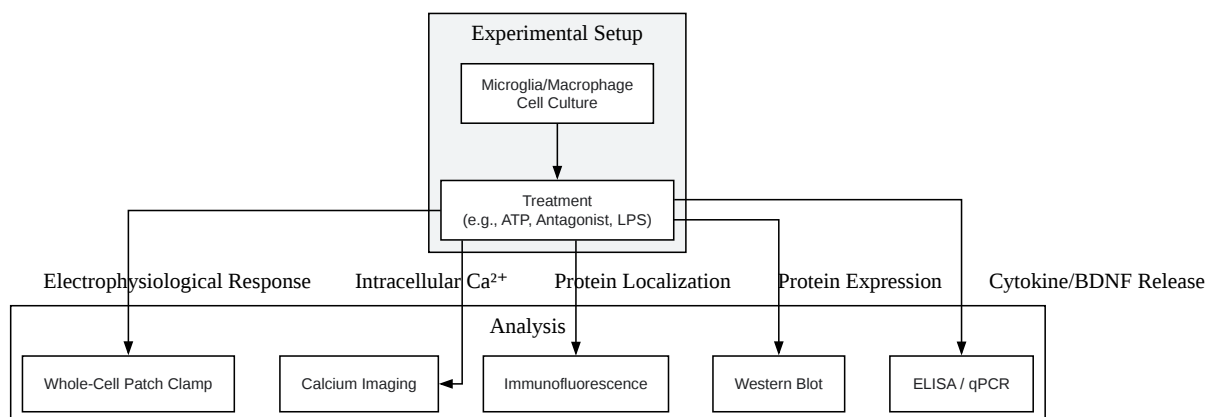 Experimental Setup
Microglia/Macrophage
Cell Culture
Treatment
(e.g., ATP, Antagonist, LPS)
Electrophysiological Response
Intracellular Ca²⁺
Protein Localization
Protein Expression
Cytokine/BDNF Release
Analysis
Whole-Cell Patch Clamp
Calcium Imaging
Immunofluorescence
Western Blot
ELISA / qPCR